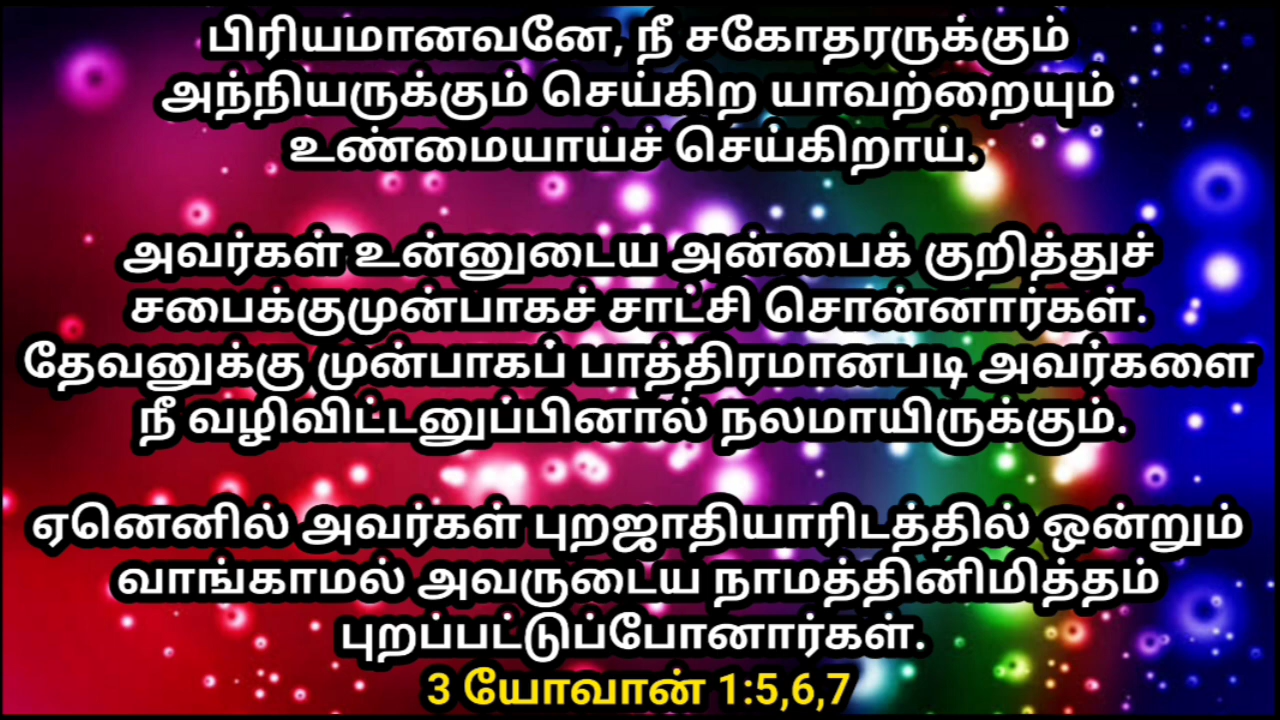 பிரியமானவனே, நீ சகோதரருக்கும்
அந்நியருக்கும் செய்கிற யாவற்றையும்
உண்மையாய்ச் செய்கிறாய்.
அவர்கள் உன்னுடைய அன்பைக் குறித்துச்
சபைக்குமுன்பாகச் சாட்சி சொன்னார்கள்.
தேவனுக்கு முன்பாகப் பாத்திரமானபடி அவர்களை
நீ வழிவிட்டனுப்பினால் நலமாயிருக்கும்.
ஏனெனில் அவர்கள் புறஜாதியாரிடத்தில் ஒன்றும்
வாங்காமல் அவருடைய நாமத்தினிமித்தம்
புறப்பட்டுப்போனார்கள்.
3 யோவான் 1:5,6,7